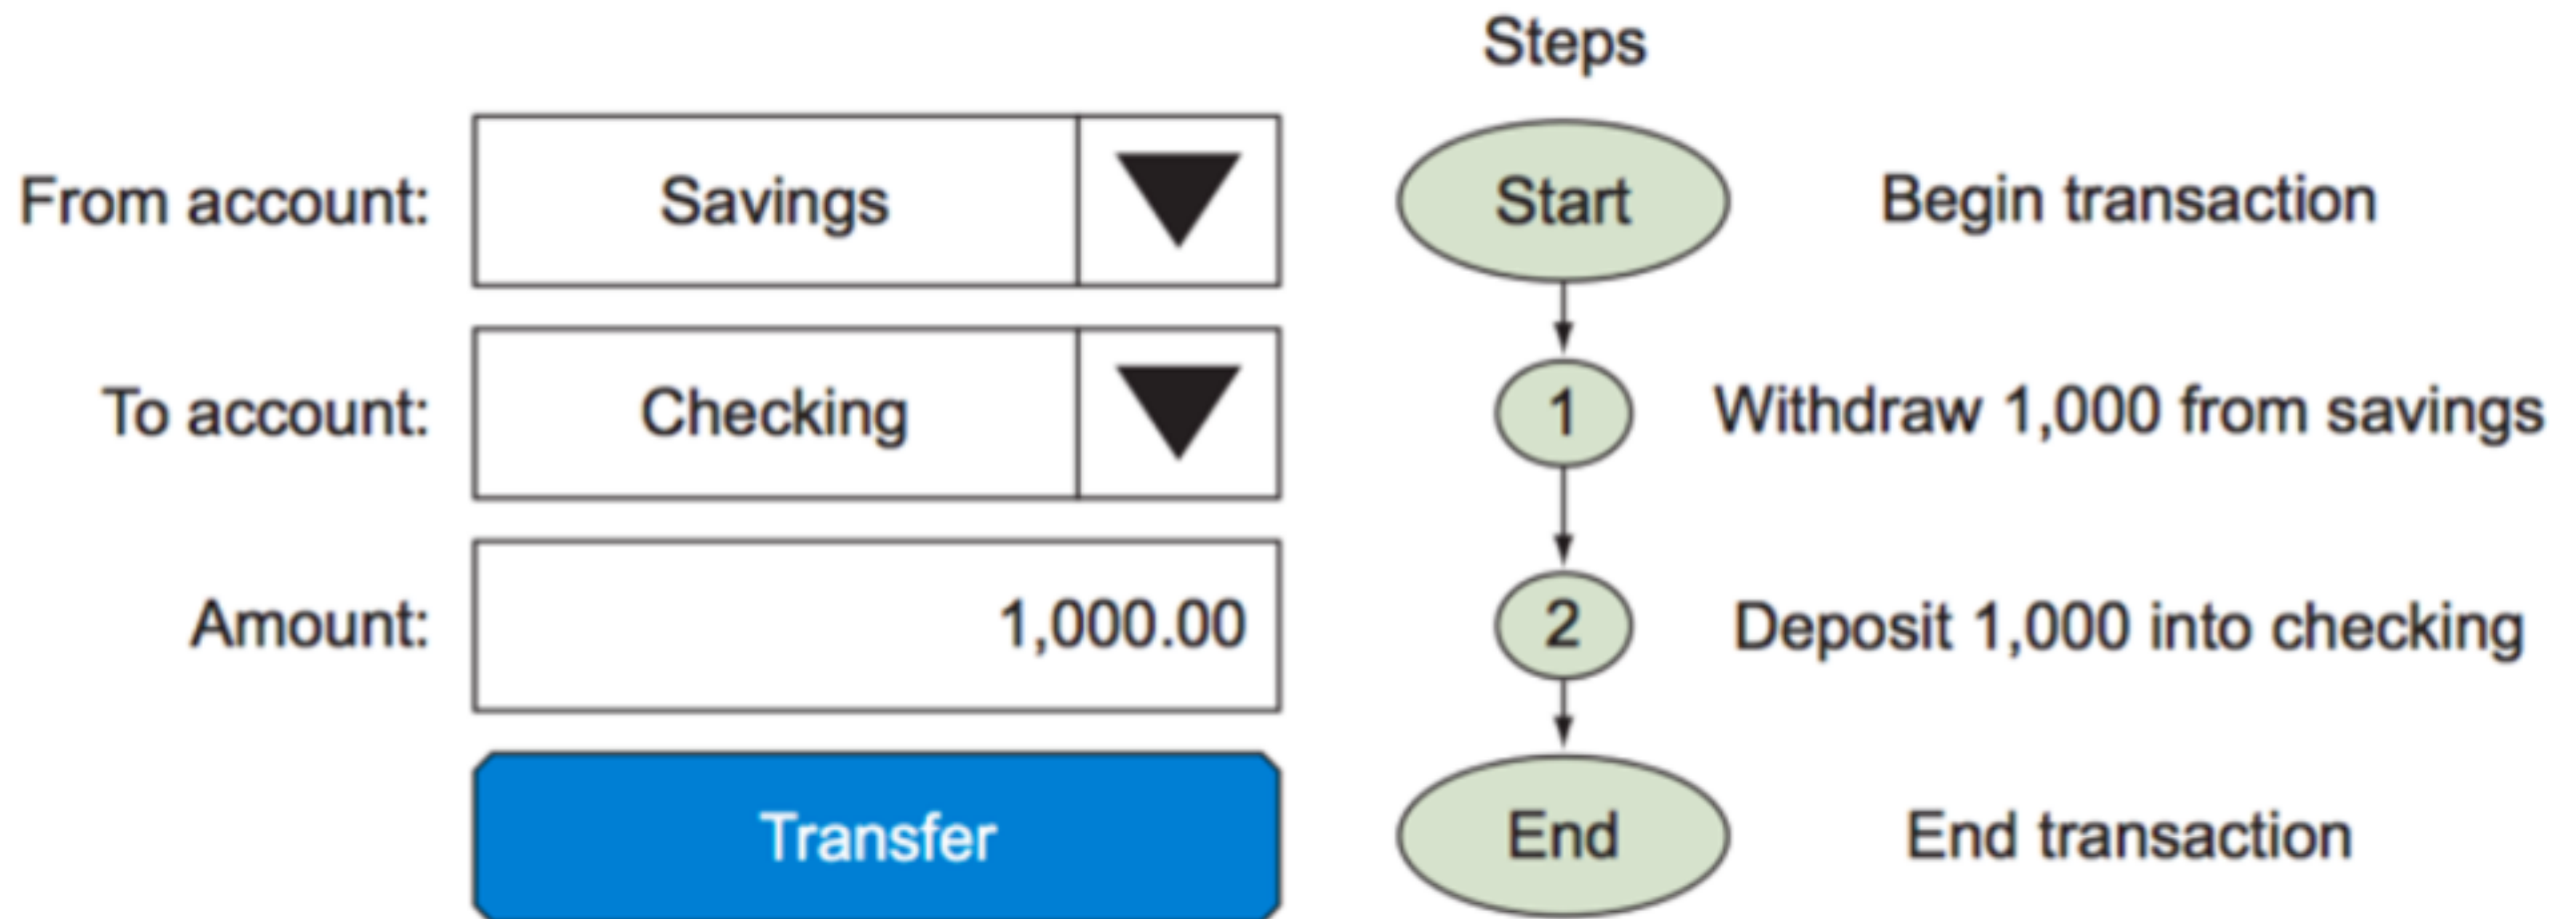 Steps
From account: Savings
Start Begin transaction
To account: Checking
1 Withdraw 1,000 from savings
Amount: 1,000.00
2 Deposit 1,000 into checking
Transfer
End End transaction